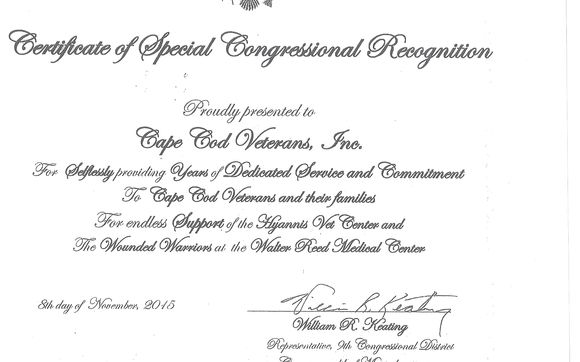 Certificate of Special Congressional Recognition
Proudly presented to
Cape Cod Veterans, Inc.
For Selflessly providing Years of Dedicated Service and Commitment
To Cape Cod Veterans and their families
For endless Support of the Hyannis Vet Center and
The Wounded Warriors at the Walter Reed Medical Center
8th day of November, 2015
William R. Keating
William R. Keating
Representative, 9th Congressional District